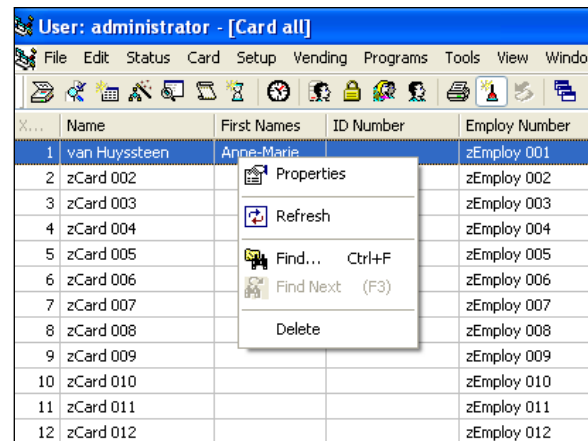 User: administrator - [Card all]
File Edit Status Card Setup Vending Programs Tools View Windo
X... Name First Names ID Number Employ Number
1 van Huyssteen Anne-Marie zEmploy 001
2 zCard 002 zEmploy 002
3 zCard 003 zEmploy 003
4 zCard 004 zEmploy 004
5 zCard 005 zEmploy 005
6 zCard 006 zEmploy 006
7 zCard 007 zEmploy 007
8 zCard 008 zEmploy 008
9 zCard 009 zEmploy 009
10 zCard 010 zEmploy 010
11 zCard 011 zEmploy 011
12 zCard 012 zEmploy 012
Properties
Refresh
Find... Ctrl+F
Find Next (F3)
Delete